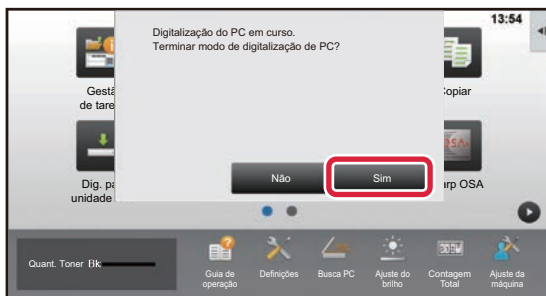 13:54
Digitalização do PC em curso.
Terminar modo de digitalização de PC?
Gestã
de tare
Copiar
Não
Sim
Dig. pa
unidade
arp OSA
Quant. Toner Bk
Guia de
operação
Definições
Busca PC
Ajuste do
brilho
Contagem
Total
Ajuste da
máquina